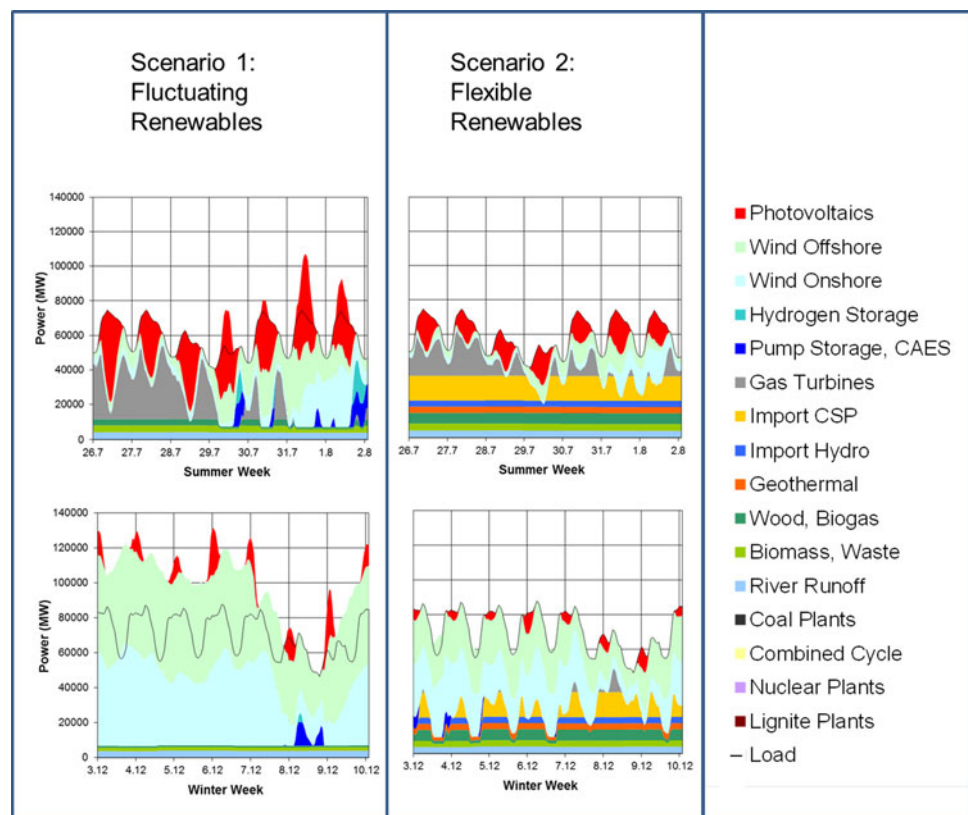 Scenario 1:
Fluctuating
Renewables
Scenario 2:
Flexible
Renewables
Power (MW)
140000
120000
100000
80000
60000
40000
20000
0
26.7 27.7 28.7 29.7 30.7 31.7 1.8 2.8
Summer Week
26.7 27.7 28.7 29.7 30.7 31.7 1.8 2.8
Summer Week
Power (MW)
140000
120000
100000
80000
60000
40000
20000
0
3.12 4.12 5.12 6.12 7.12 8.12 9.12 10.12
Winter Week
3.12 4.12 5.12 6.12 7.12 8.12 9.12 10.12
Winter Week
Photovoltaics
Wind Offshore
Wind Onshore
Hydrogen Storage
Pump Storage, CAES
Gas Turbines
Import CSP
Import Hydro
Geothermal
Wood, Biogas
Biomass, Waste
River Runoff
Coal Plants
Combined Cycle
Nuclear Plants
Lignite Plants
Load